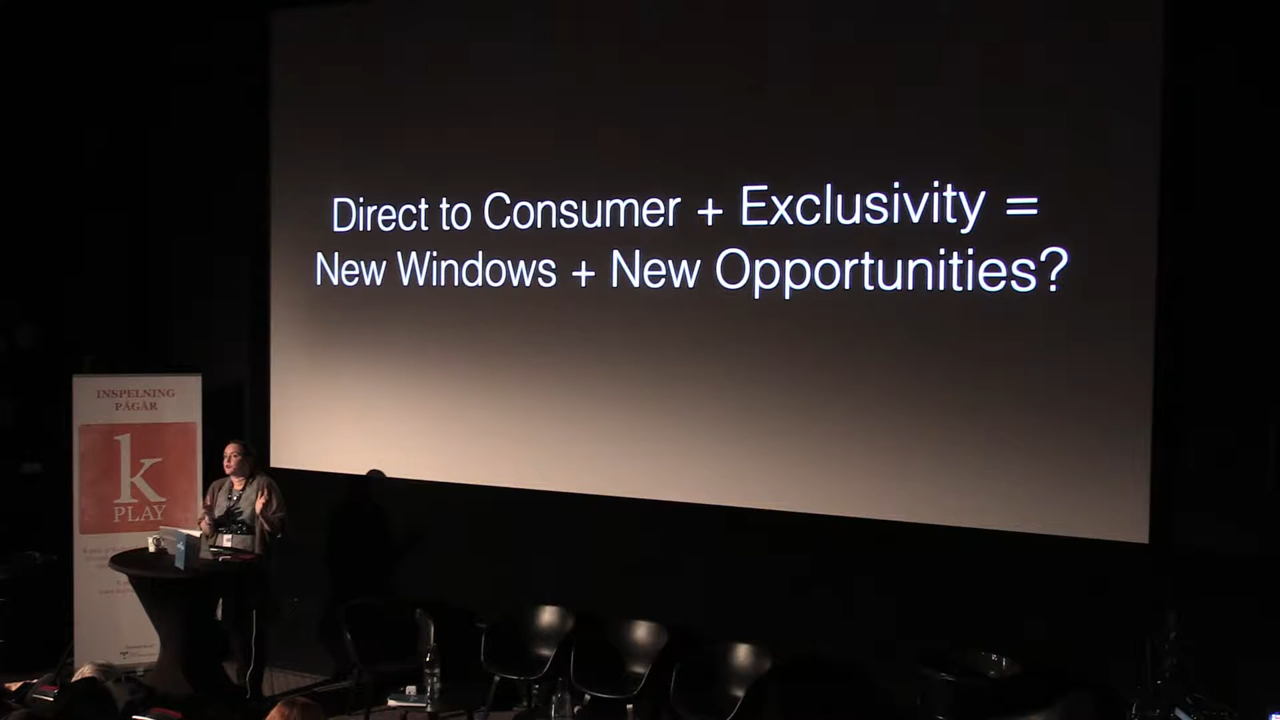 Direct to Consumer + Exclusivity =
New Windows + New Opportunities?
INSPELNING
PÅGÅR
k
PLAY